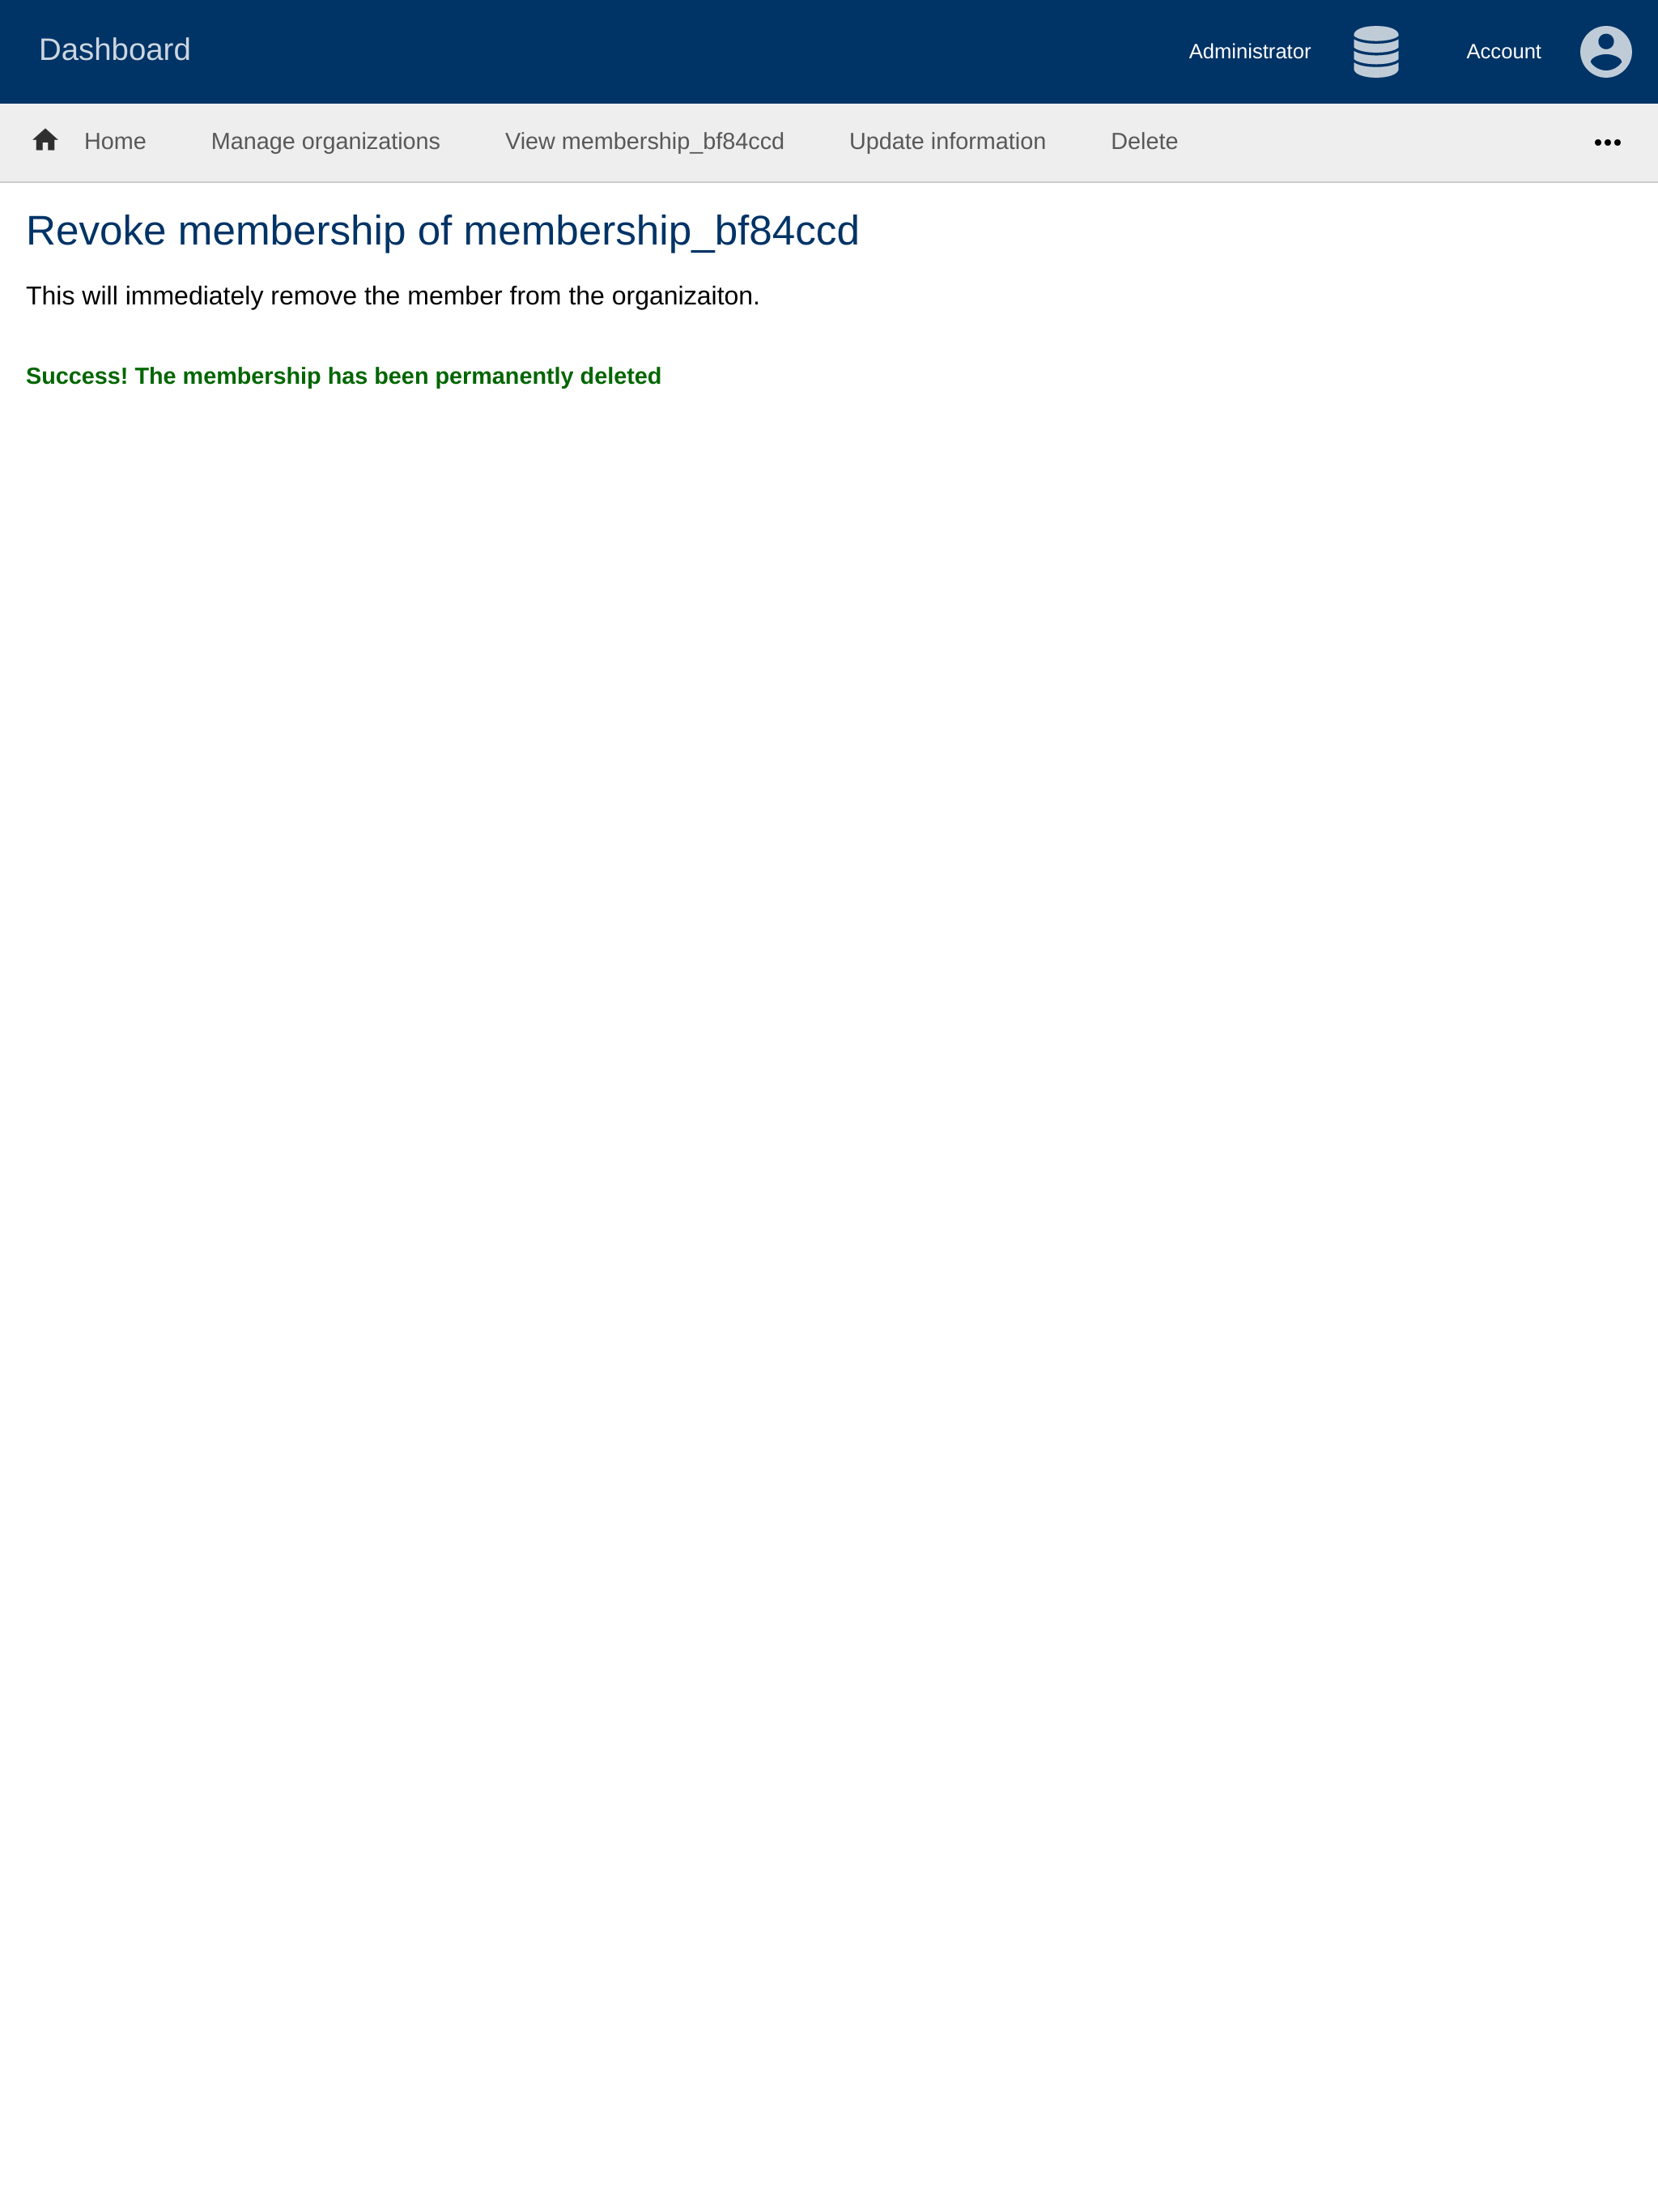 Dashboard
Administrator
Account
Home
Manage organizations
View membership_bf84ccd
Update information
Delete
Revoke membership of membership_bf84ccd
This will immediately remove the member from the organizaiton.
Success! The membership has been permanently deleted